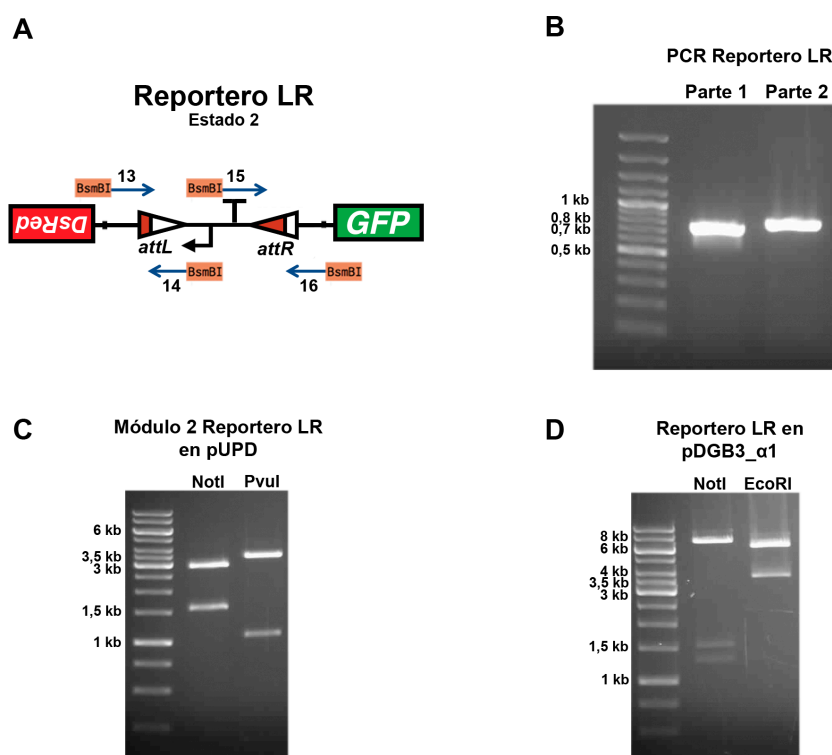 A
Reportero LR
Estado 2
BsmBI 13
BsmBI 15
DsRed
attL
attR
GFP
14 BsmBI
16 BsmBI
B
PCR Reportero LR
Parte 1 Parte 2
1 kb
0,8 kb
0,7 kb
0,5 kb
C
Módulo 2 Reportero LR
en pUPD
NotI PvuI
6 kb
3,5 kb
3 kb
1,5 kb
1 kb
D
Reportero LR en
pDGB3_α1
NotI EcoRI
8 kb
6 kb
4 kb
3,5 kb
3 kb
1,5 kb
1 kb